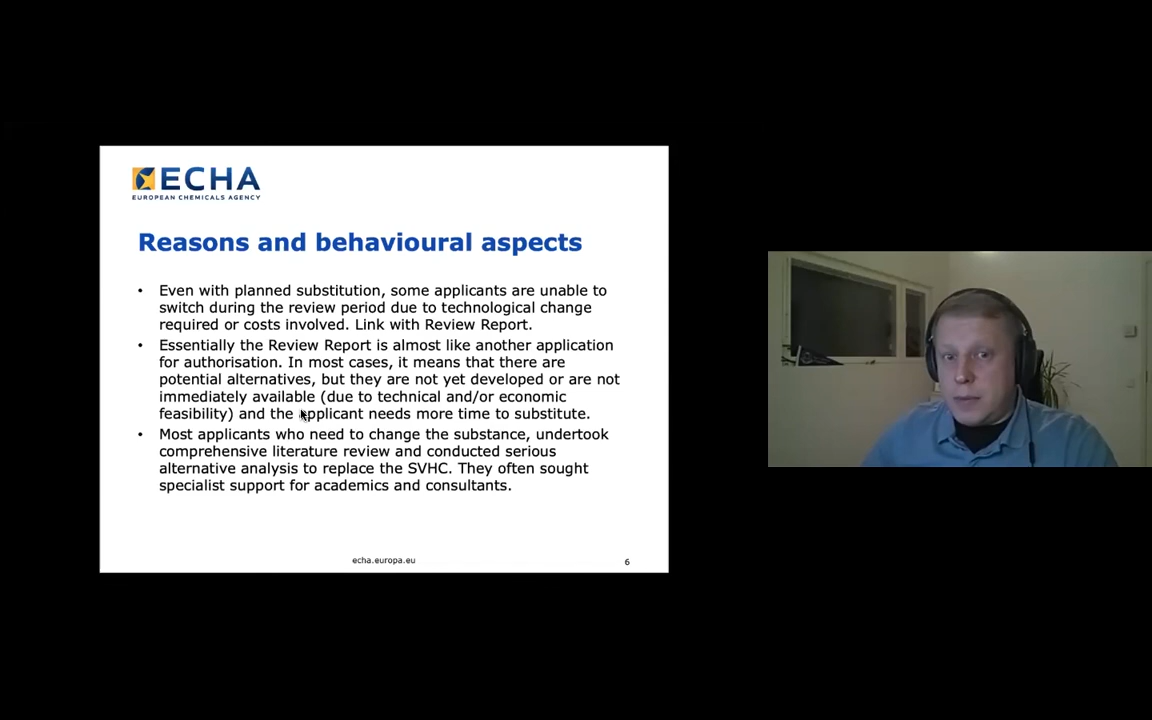 ECHA
EUROPEAN CHEMICALS AGENCY
Reasons and behavioural aspects
• Even with planned substitution, some applicants are unable to
switch during the review period due to technological change
required or costs involved. Link with Review Report.
• Essentially the Review Report is almost like another application
for authorisation. In most cases, it means that there are
potential alternatives, but they are not yet developed or are not
immediately available (due to technical and/or economic
feasibility) and the applicant needs more time to substitute.
• Most applicants who need to change the substance, undertook
comprehensive literature review and conducted serious
alternative analysis to replace the SVHC. They often sought
specialist support for academics and consultants.
echa.europa.eu
6